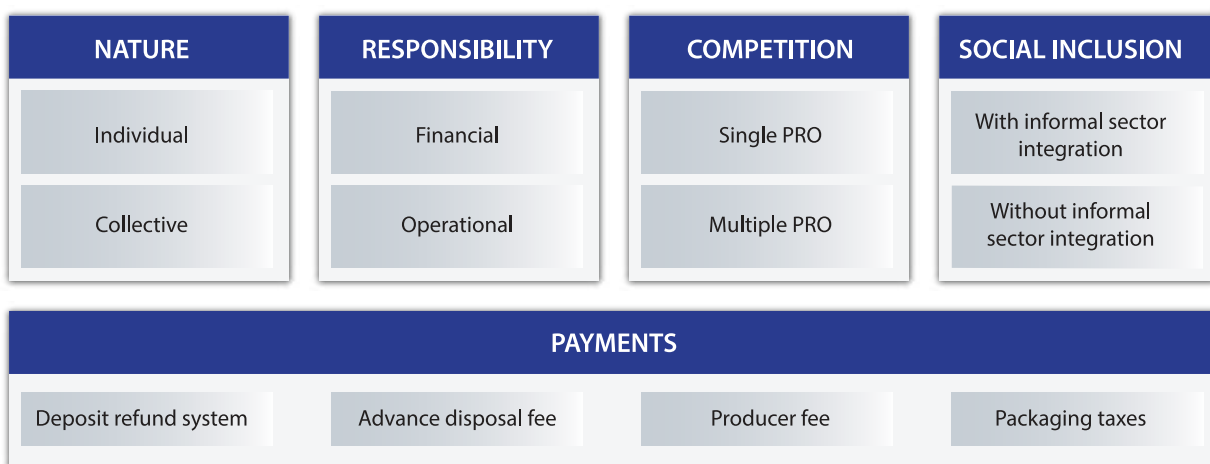 NATURE
Individual
Collective
RESPONSIBILITY
Financial
Operational
COMPETITION
Single PRO
Multiple PRO
SOCIAL INCLUSION
With informal sector
integration
Without informal
sector integration
PAYMENTS
Deposit refund system
Advance disposal fee
Producer fee
Packaging taxes